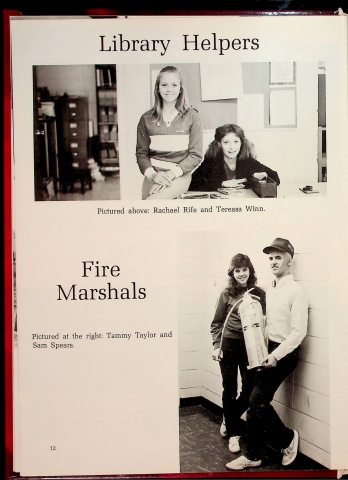 Library Helpers
Pictured above: Rachael Rife and Tereasa Winn.
Fire
Marshals
Pictured at the right: Tammy Taylor and
Sam Spears.
12